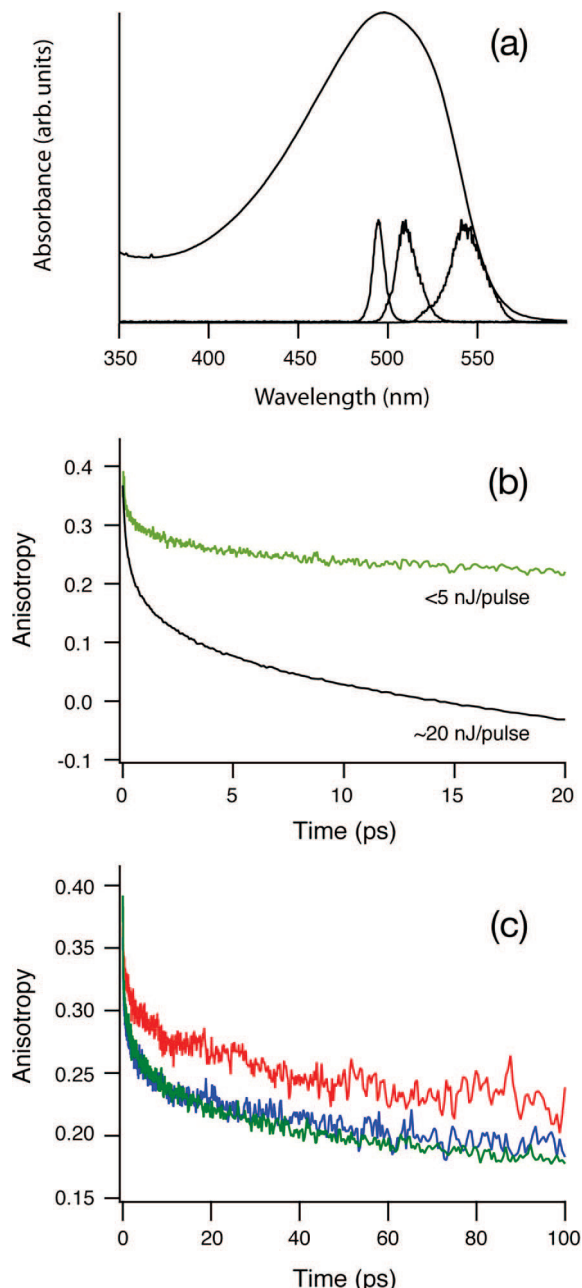 (a)
Absorbance (arb. units)
350
400
450
500
550
Wavelength (nm)
(b)
Anisotropy
0.4
0.3
0.2
0.1
0.0
-0.1
<5 nJ/pulse
~20 nJ/pulse
0
5
10
15
20
Time (ps)
(c)
Anisotropy
0.40
0.35
0.30
0.25
0.20
0.15
0
20
40
60
80
100
Time (ps)